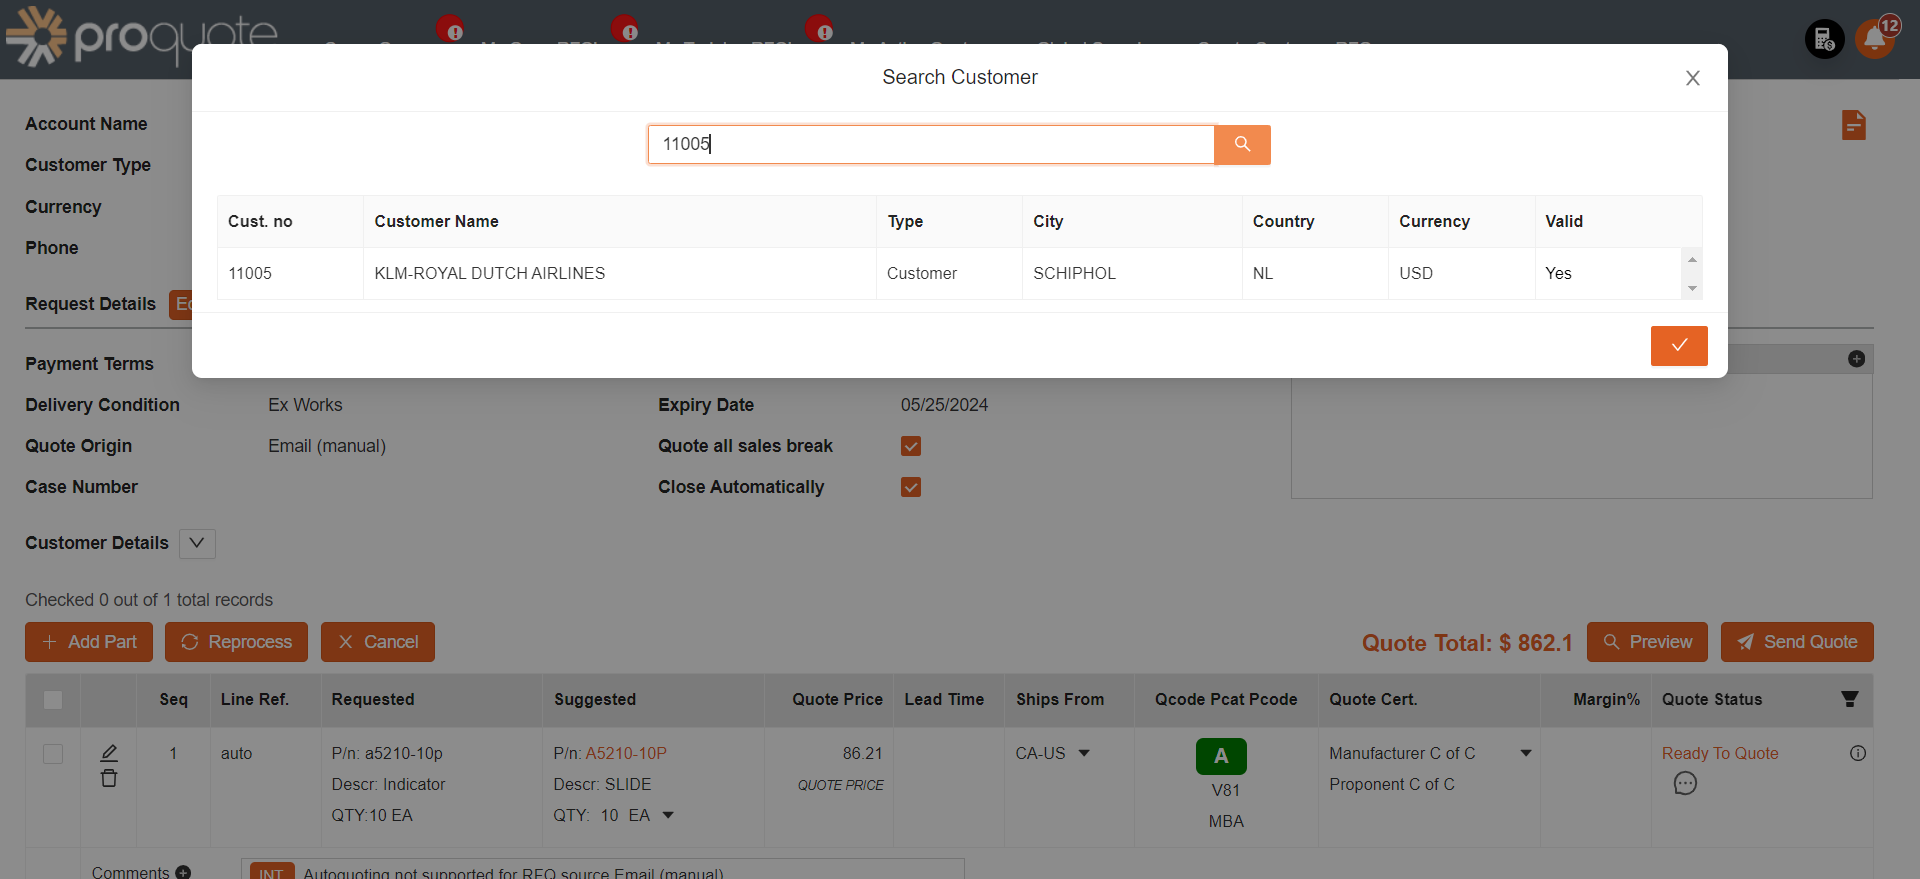 proquote
12
Search Customer
11005
Cust. no Customer Name Type City Country Currency Valid
11005 KLM-ROYAL DUTCH AIRLINES Customer SCHIPHOL NL USD Yes
Account Name
Customer Type
Currency
Phone
Request Details
Payment Terms
Delivery Condition Ex Works Expiry Date 05/25/2024
Quote Origin Email (manual) Quote all sales break
Case Number Close Automatically
Customer Details
Checked 0 out of 1 total records
Add Part Reprocess Cancel Quote Total: $ 862.1 Preview Send Quote
Seq Line Ref. Requested Suggested Quote Price Lead Time Ships From Qcode Pcat Pcode Quote Cert. Margin% Quote Status
1 auto P/n: a5210-10p P/n: A5210-10P 86.21 CA-US A Manufacturer C of C Ready To Quote
Descr: Indicator Descr: SLIDE QUOTE PRICE V81 Proponent C of C
QTY:10 EA QTY: 10 EA MBA
Comments INT Autoquoting not supported for RFQ source Email (manual)